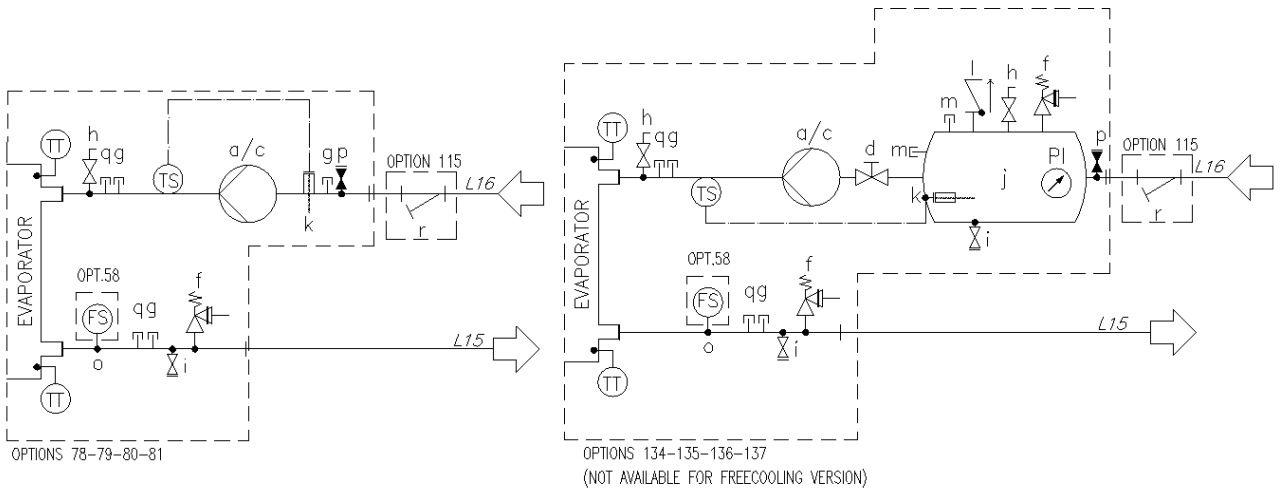 TT
h
qg
TS
a/c
gp
k
OPTION 115
r
L16
EVAPORATOR
OPT.58
FS
o
qg
i
f
L15
TT
OPTIONS 78-79-80-81
TT
h
qg
TS
a/c
d
m
m
l
h
f
k
j
PI
i
p
OPTION 115
r
L16
EVAPORATOR
OPT.58
FS
o
qg
i
f
L15
TT
OPTIONS 134-135-136-137
(NOT AVAILABLE FOR FREECOOLING VERSION)